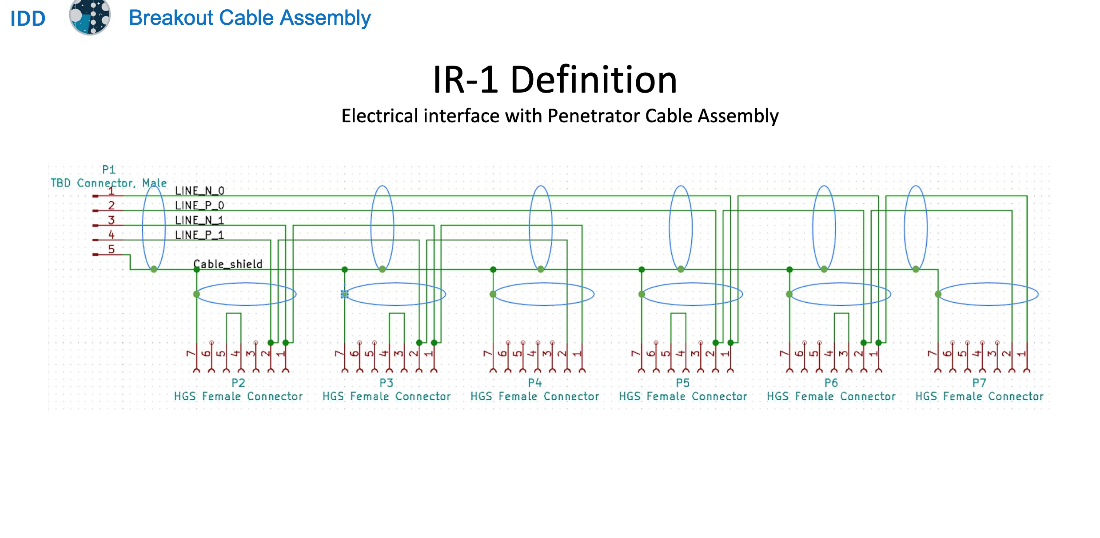 IDD Breakout Cable Assembly
IR-1 Definition
Electrical interface with Penetrator Cable Assembly
P1
TBD Connector, Male
1 LINE_N_0
2 LINE_P_0
3 LINE_N_1
4 LINE_P_1
5
Cable_shield
7 6 5 4 3 2 1 7 6 5 4 3 2 1 7 6 5 4 3 2 1 7 6 5 4 3 2 1 7 6 5 4 3 2 1 7 6 5 4 3 2 1
P2 P3 P4 P5 P6 P7
HGS Female Connector HGS Female Connector HGS Female Connector HGS Female Connector HGS Female Connector HGS Female Connector